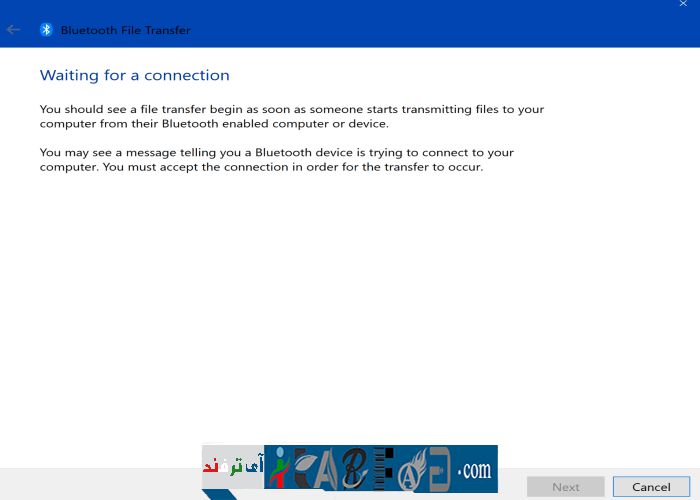 Bluetooth File Transfer
Waiting for a connection
You should see a file transfer begin as soon as someone starts transmitting files to your
computer from their Bluetooth enabled computer or device.
You may see a message telling you a Bluetooth device is trying to connect to your
computer. You must accept the connection in order for the transfer to occur.
آی ترفند
.com
Next
Cancel